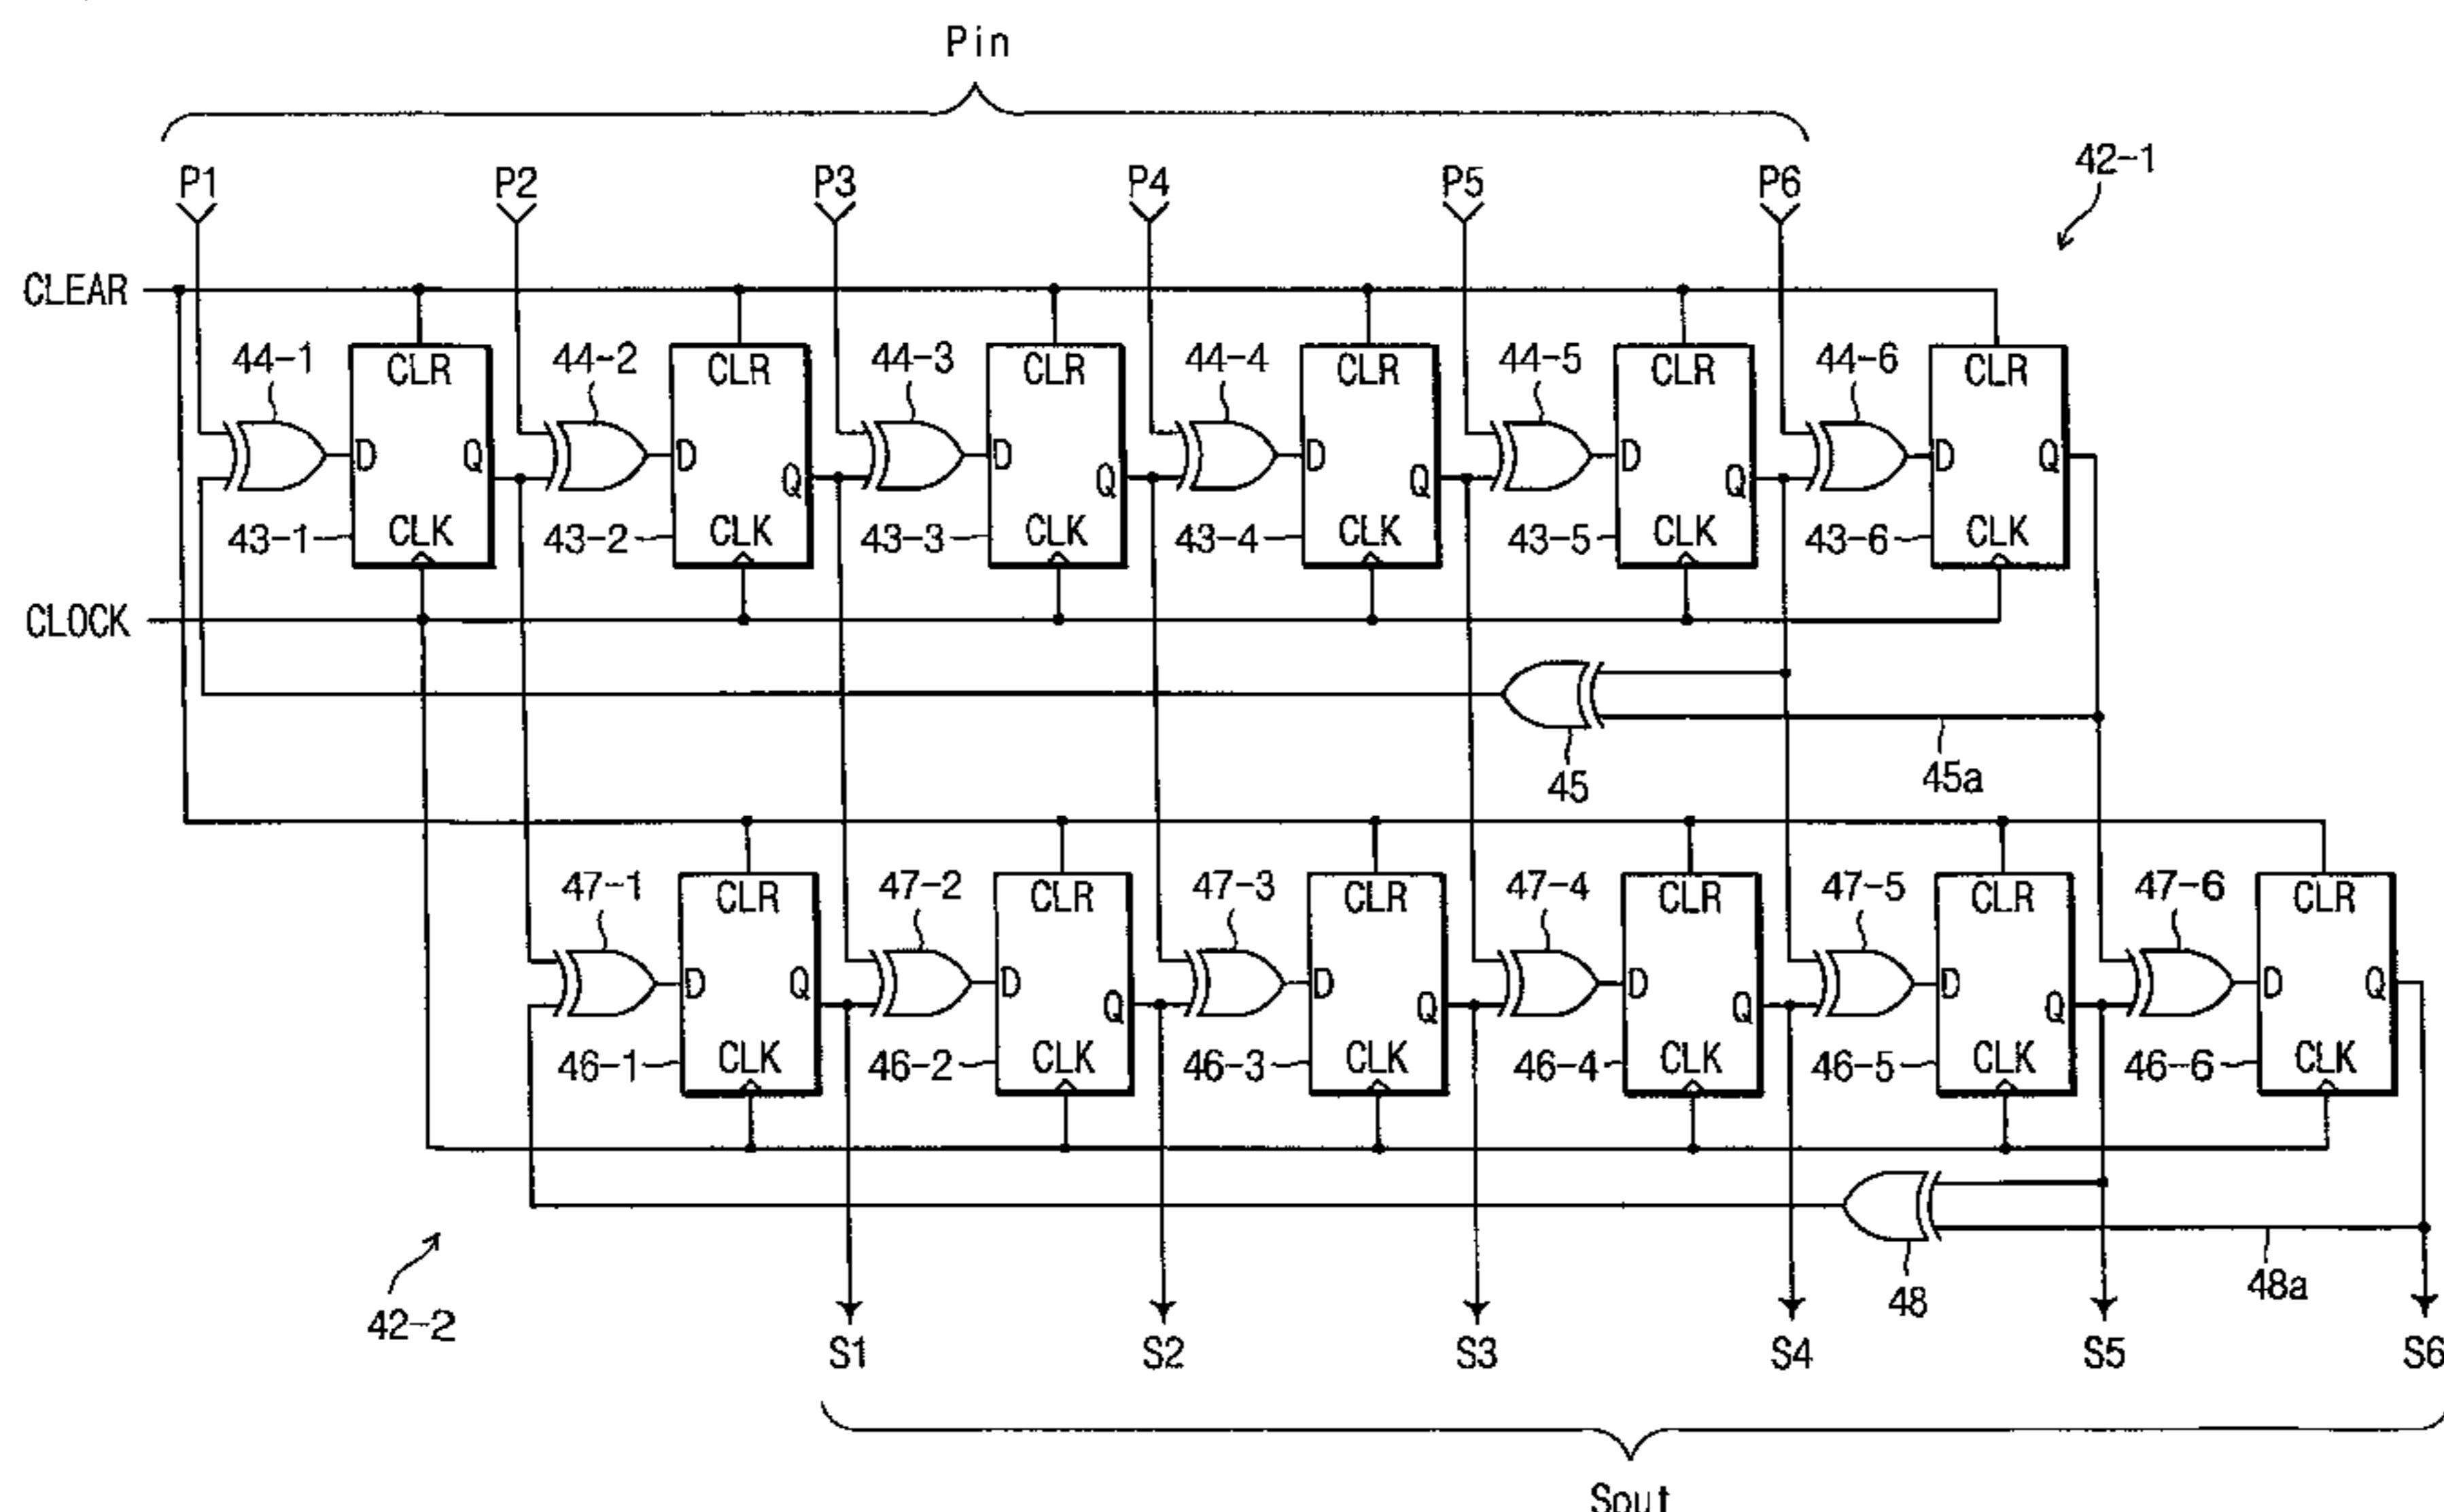 Pin
P1 P2 P3 P4 P5 P6 42-1
CLEAR
44-1 CLR 44-2 CLR 44-3 CLR 44-4 CLR 44-5 CLR 44-6 CLR
D Q D Q D Q D Q D Q D Q
43-1 CLK 43-2 CLK 43-3 CLK 43-4 CLK 43-5 CLK 43-6 CLK
CLOCK
45 45a
47-1 CLR 47-2 CLR 47-3 CLR 47-4 CLR 47-5 CLR 47-6 CLR
D Q D Q D Q D Q D Q D Q
46-1 CLK 46-2 CLK 46-3 CLK 46-4 CLK 46-5 CLK 46-6 CLK
42-2 48 48a
S1 S2 S3 S4 S5 S6
Sout